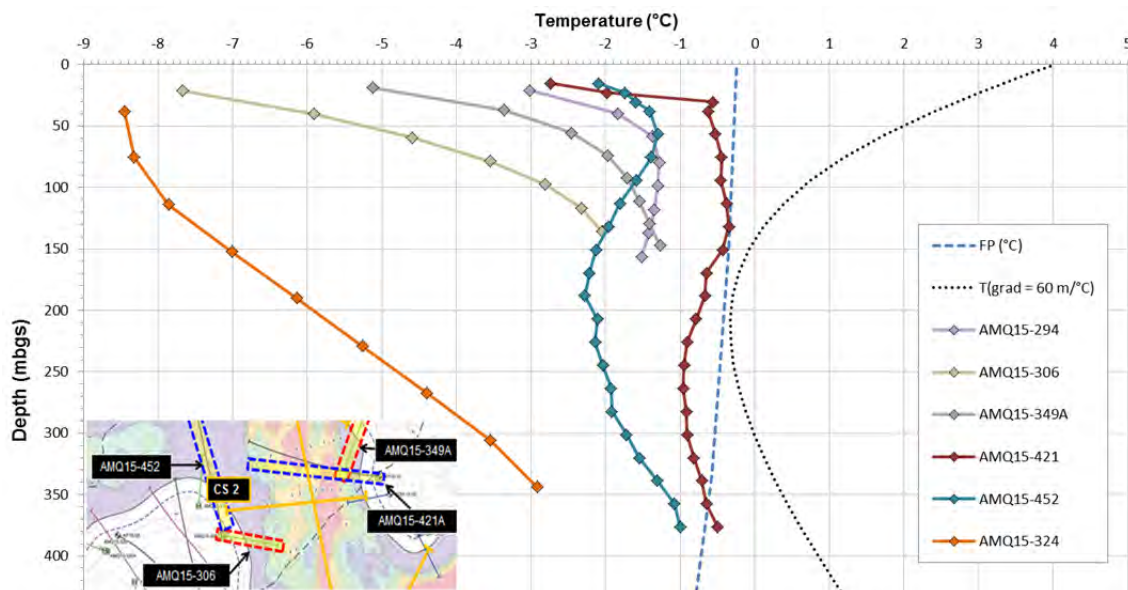 Temperature (°C)
-9 -8 -7 -6 -5 -4 -3 -2 -1 0 1 2 3 4 5
Depth (mbgs)
0
50
100
150
200
250
300
350
400
FP (°C)
T(grad = 60 m/°C)
AMQ15-294
AMQ15-306
AMQ15-349A
AMQ15-421
AMQ15-452
AMQ15-324
AMQ15-349A
AMQ15-452
CS 2
AMQ15-421A
AMQ15-306